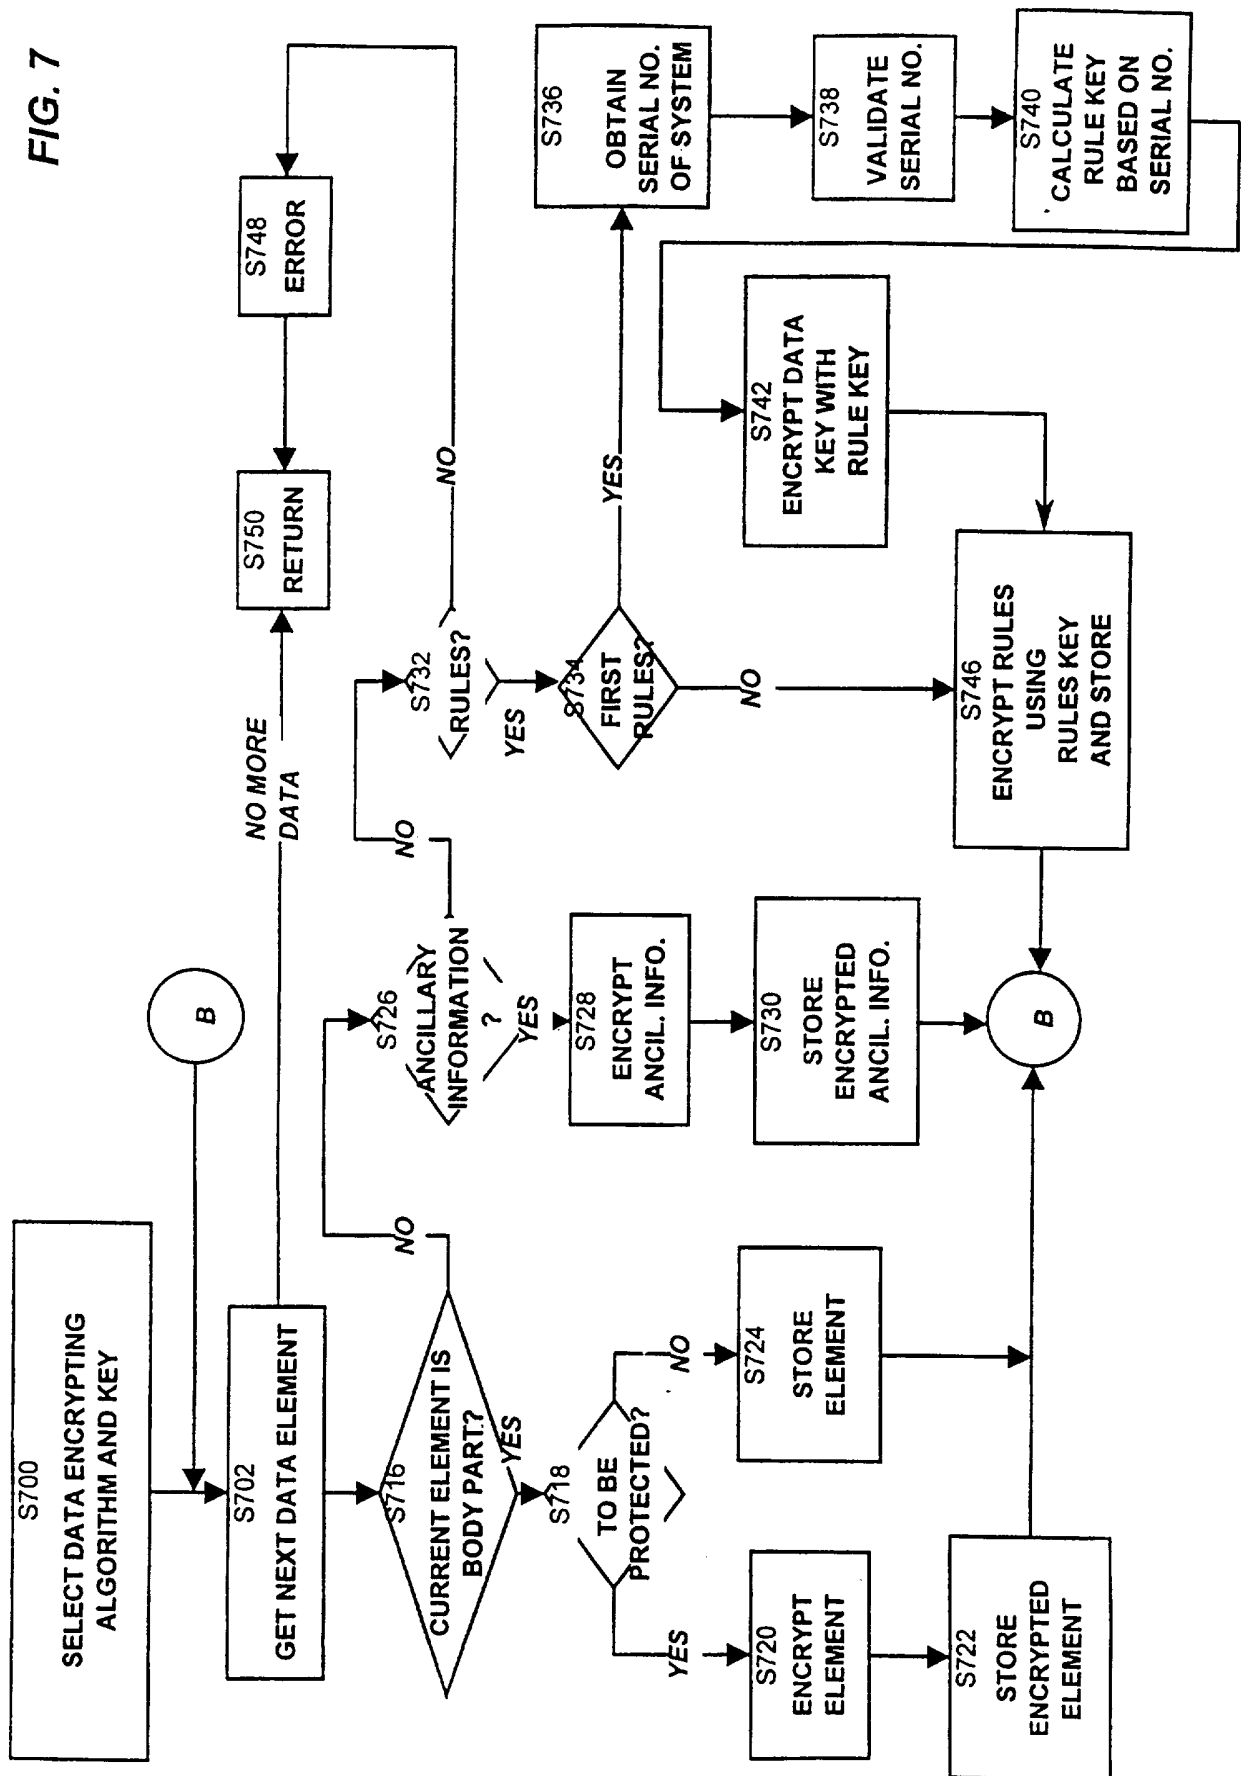 FIG. 7
S700
SELECT DATA ENCRYPTING
ALGORITHM AND KEY
B
S702
GET NEXT DATA ELEMENT
NO MORE
DATA
S750
RETURN
S748
ERROR
S716
CURRENT ELEMENT IS
BODY PART?
NO
YES
S726
ANCILLARY
INFORMATION
?
NO
YES
S732
RULES?
NO
YES
S718
TO BE
PROTECTED?
YES
NO
S728
ENCRYPT
ANCIL. INFO.
S734
FIRST
RULES?
YES
NO
S736
OBTAIN
SERIAL NO.
OF SYSTEM
S720
ENCRYPT
ELEMENT
S724
STORE
ELEMENT
S730
STORE
ENCRYPTED
ANCIL. INFO.
S742
ENCRYPT DATA
KEY WITH
RULE KEY
S738
VALIDATE
SERIAL NO.
S722
STORE
ENCRYPTED
ELEMENT
B
S746
ENCRYPT RULES
USING
RULES KEY
AND STORE
S740
CALCULATE
RULE KEY
BASED ON
SERIAL NO.